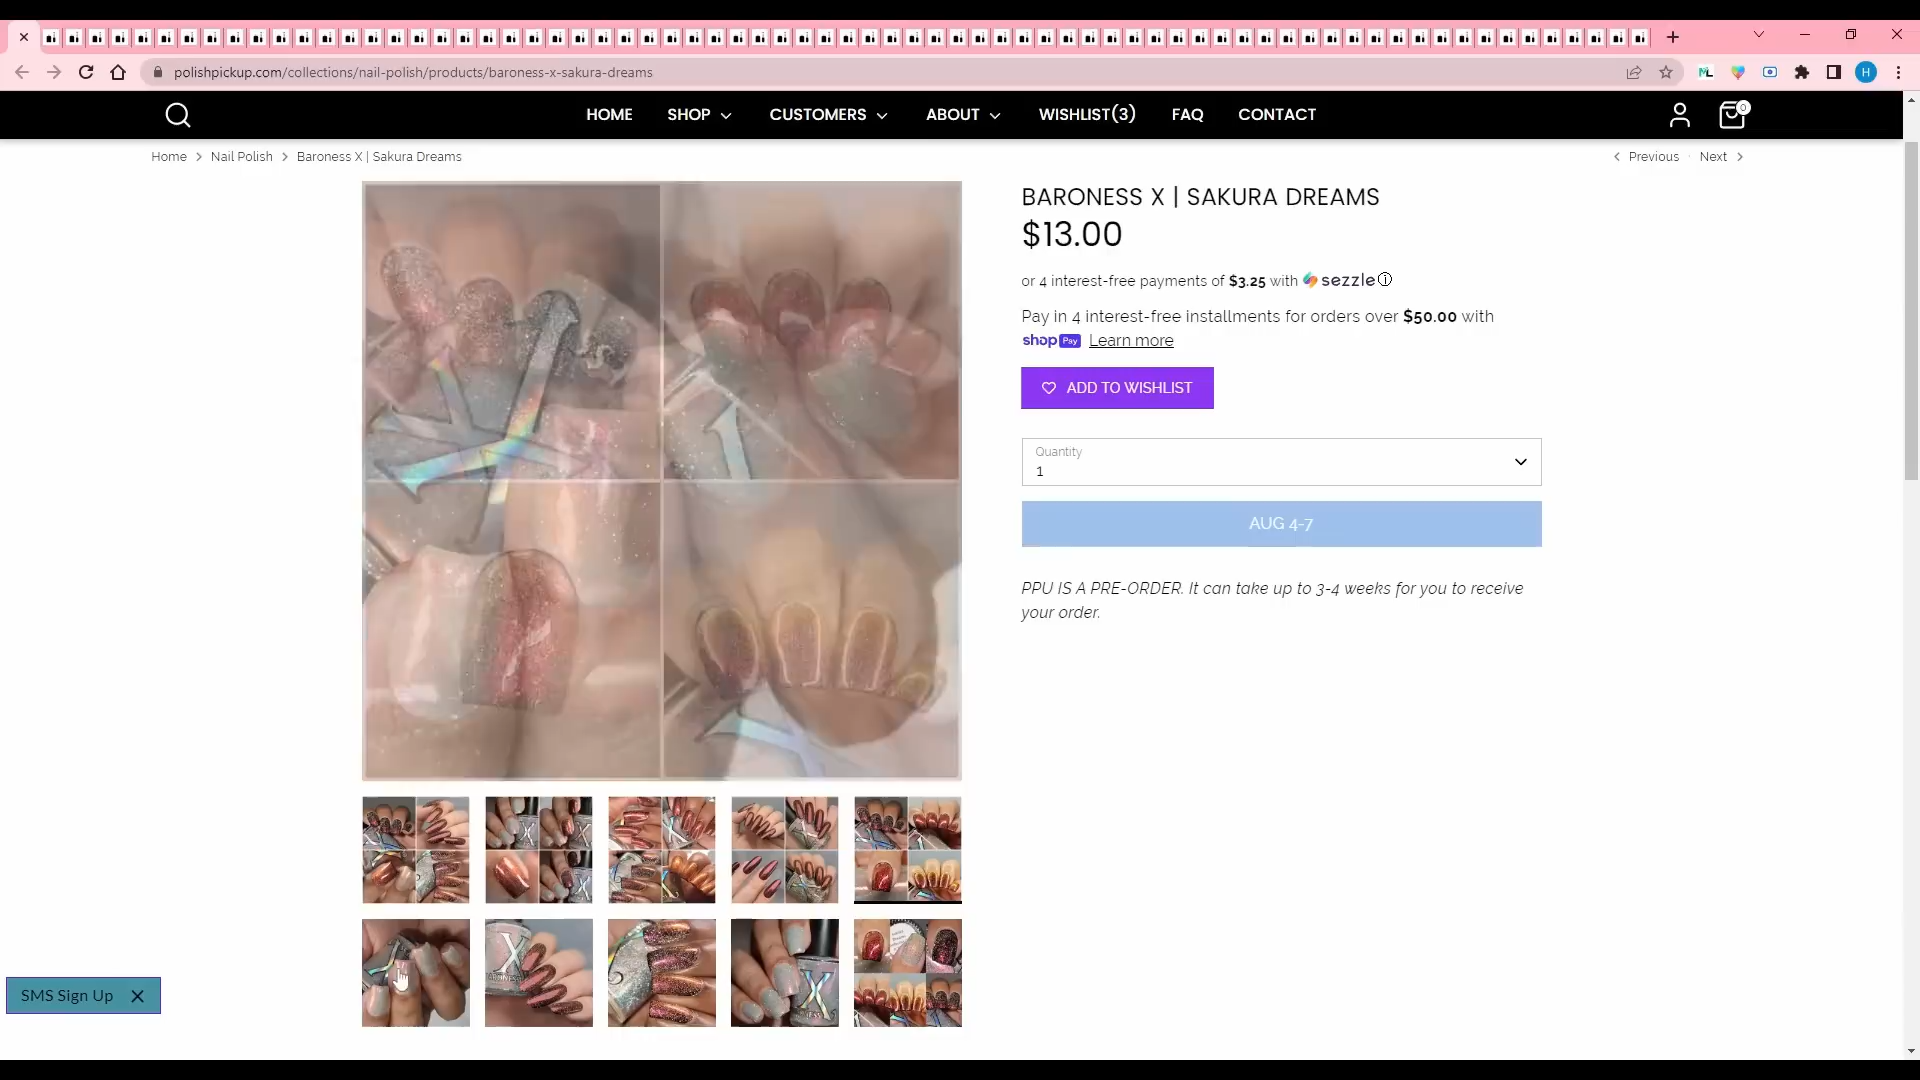 polishpickup.com/collections/nail-polish/products/baroness-x-sakura-dreams
H
HOME
SHOP
CUSTOMERS
ABOUT
WISHLIST(3)
FAQ
CONTACT
0
Home > Nail Polish > Baroness X | Sakura Dreams
Previous · Next
BARONESS X | SAKURA DREAMS
$13.00
or 4 interest-free payments of $3.25 with sezzle
Pay in 4 interest-free installments for orders over $50.00 with
shop Pay Learn more
ADD TO WISHLIST
Quantity
1
AUG 4-7
PPU IS A PRE-ORDER. It can take up to 3-4 weeks for you to receive
your order.
SMS Sign Up